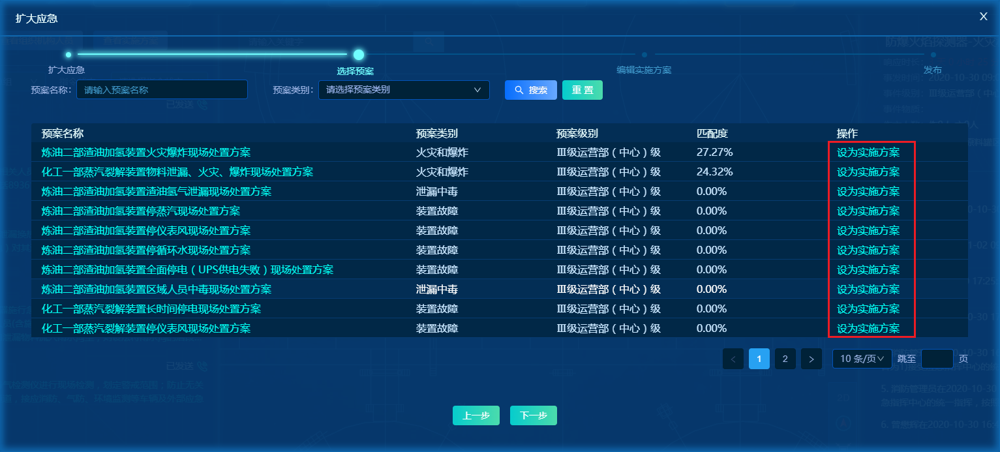 扩大应急
X
扩大应急
选择预案
编辑实施方案
发布
预案名称: 请输入预案名称 预案类别: 请选择预案类别 搜索 重置
预案名称 预案类别 预案级别 匹配度 操作
炼油二部渣油加氢装置火灾爆炸现场处置方案 火灾和爆炸 Ⅲ级运营部（中心）级 27.27% 设为实施方案
化工一部蒸汽裂解装置物料泄漏、火灾、爆炸现场处置方案 火灾和爆炸 Ⅲ级运营部（中心）级 24.32% 设为实施方案
炼油二部渣油加氢装置渣油氢气泄漏现场处置方案 泄漏中毒 Ⅲ级运营部（中心）级 0.00% 设为实施方案
炼油二部渣油加氢装置停蒸汽现场处置方案 装置故障 Ⅲ级运营部（中心）级 0.00% 设为实施方案
炼油二部渣油加氢装置停仪表风现场处置方案 装置故障 Ⅲ级运营部（中心）级 0.00% 设为实施方案
炼油二部渣油加氢装置停循环水现场处置方案 装置故障 Ⅲ级运营部（中心）级 0.00% 设为实施方案
炼油二部渣油加氢装置全面停电（UPS供电失败）现场处置方案 装置故障 Ⅲ级运营部（中心）级 0.00% 设为实施方案
炼油二部渣油加氢装置区域人员中毒现场处置方案 泄漏中毒 Ⅲ级运营部（中心）级 0.00% 设为实施方案
化工一部蒸汽裂解装置长时间停电现场处置方案 装置故障 Ⅲ级运营部（中心）级 0.00% 设为实施方案
化工一部蒸汽裂解装置停仪表风现场处置方案 装置故障 Ⅲ级运营部（中心）级 0.00% 设为实施方案
< 1 2 > 10 条/页 跳至 页
上一步 下一步